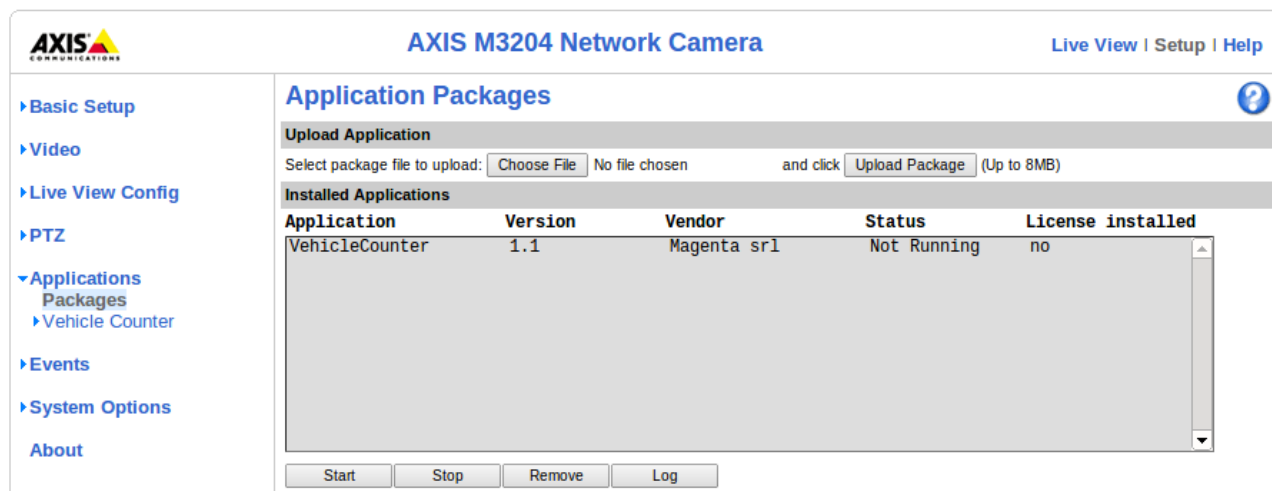 AXIS
COMMUNICATIONS
AXIS M3204 Network Camera
Live View | Setup | Help
Basic Setup
Video
Live View Config
PTZ
Applications
Packages
Vehicle Counter
Events
System Options
About
Application Packages
?
Upload Application
Select package file to upload: Choose File No file chosen and click Upload Package (Up to 8MB)
Installed Applications
Application Version Vendor Status License installed
VehicleCounter 1.1 Magenta srl Not Running no
Start Stop Remove Log